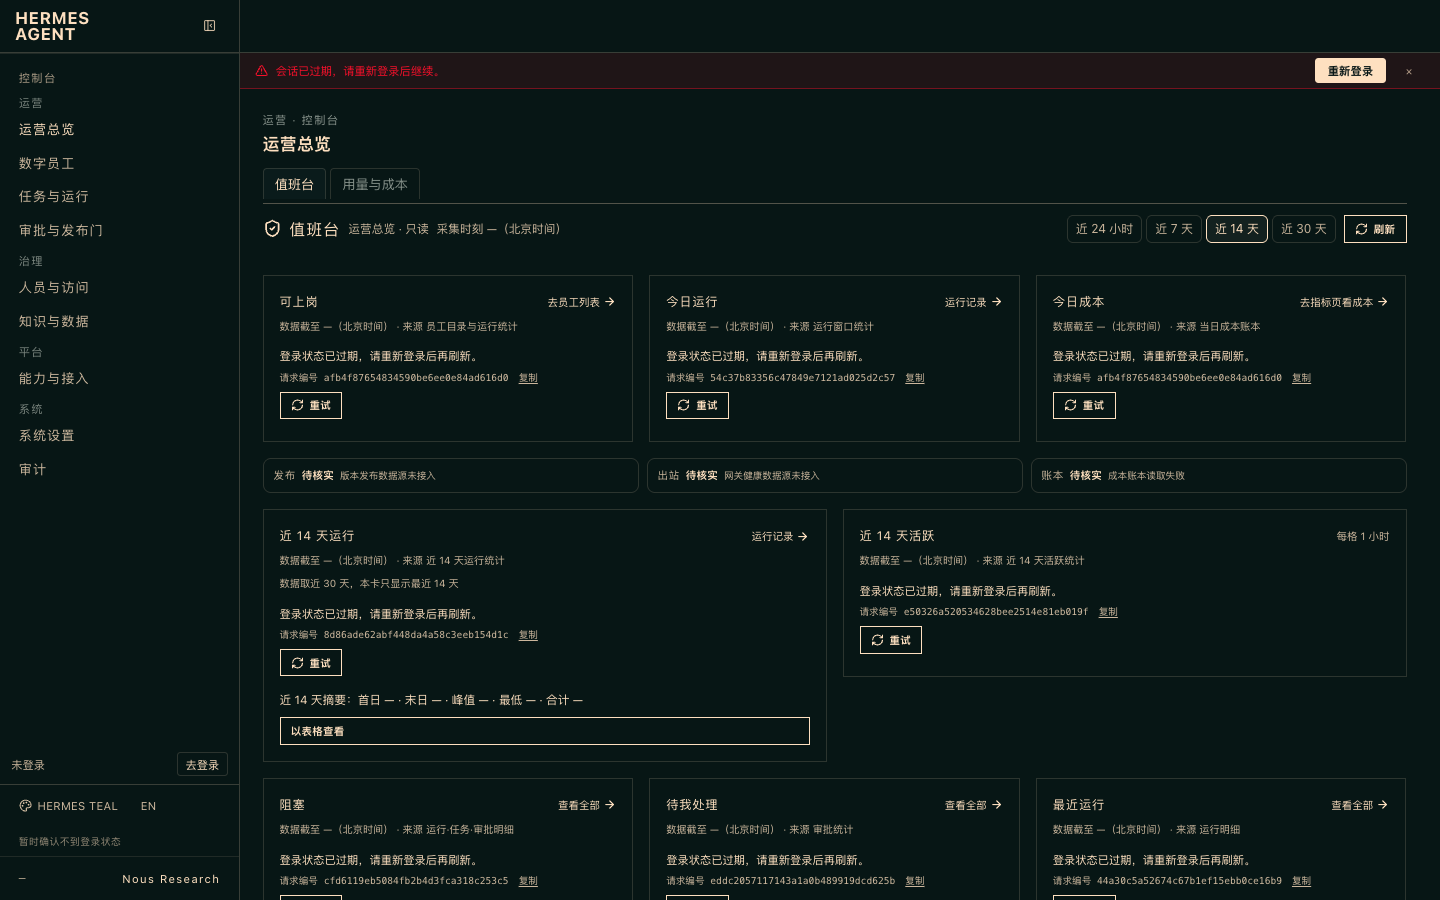 HERMES
AGENT
控制台
运营
运营总览
数字员工
任务与运行
审批与发布门
治理
人员与访问
知识与数据
平台
能力与接入
系统
系统设置
审计
未登录
去登录
HERMES TEAL
EN
暂时确认不到登录状态
—
Nous Research
会话已过期，请重新登录后继续。
重新登录
×
运营 · 控制台
运营总览
值班台
用量与成本
值班台
运营总览 · 只读 采集时刻 —（北京时间）
近 24 小时
近 7 天
近 14 天
近 30 天
刷新
可上岗
去员工列表 →
数据截至 —（北京时间） · 来源 员工目录与运行统计
登录状态已过期，请重新登录后再刷新。
请求编号 afb4f87654834590be6ee0e84ad616d0 复制
重试
今日运行
运行记录 →
数据截至 —（北京时间） · 来源 运行窗口统计
登录状态已过期，请重新登录后再刷新。
请求编号 54c37b83356c47849e7121ad025d2c57 复制
重试
今日成本
去指标页看成本 →
数据截至 —（北京时间） · 来源 当日成本账本
登录状态已过期，请重新登录后再刷新。
请求编号 afb4f87654834590be6ee0e84ad616d0 复制
重试
发布 待核实 版本发布数据源未接入
出站 待核实 网关健康数据源未接入
账本 待核实 成本账本读取失败
近 14 天运行
运行记录 →
数据截至 —（北京时间） · 来源 近 14 天运行统计
数据取近 30 天，本卡只显示最近 14 天
登录状态已过期，请重新登录后再刷新。
请求编号 8d86ade62abf448da4a58c3eeb154d1c 复制
重试
近 14 天摘要：首日 — · 末日 — · 峰值 — · 最低 — · 合计 —
以表格查看
近 14 天活跃
每格 1 小时
数据截至 —（北京时间） · 来源 近 14 天活跃统计
登录状态已过期，请重新登录后再刷新。
请求编号 e50326a520534628bee2514e81eb019f 复制
重试
阻塞
查看全部 →
数据截至 —（北京时间） · 来源 运行·任务·审批明细
登录状态已过期，请重新登录后再刷新。
请求编号 cfd6119eb5084fb2b4d3fca318c253c5 复制
待我处理
查看全部 →
数据截至 —（北京时间） · 来源 审批统计
登录状态已过期，请重新登录后再刷新。
请求编号 eddc2057117143a1a0b489919dcd625b 复制
最近运行
查看全部 →
数据截至 —（北京时间） · 来源 运行明细
登录状态已过期，请重新登录后再刷新。
请求编号 44a30c5a52674c67b1ef15ebb0ce16b9 复制